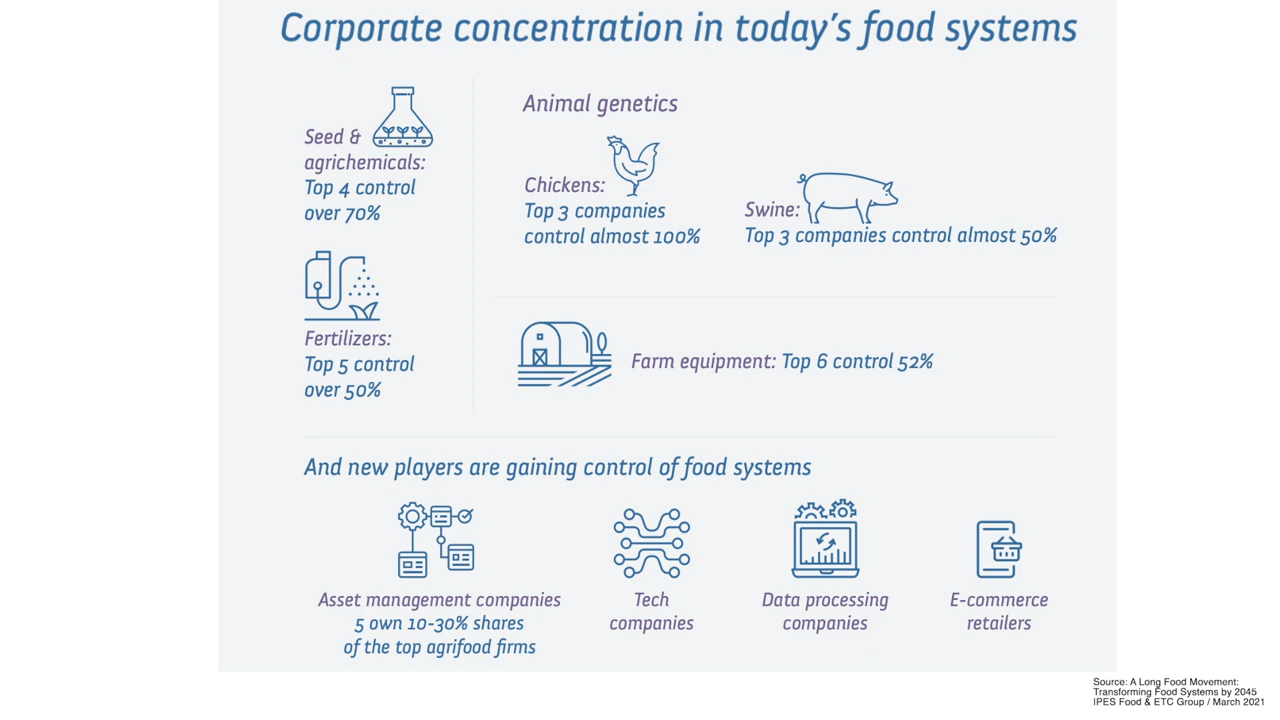 Corporate concentration in today's food systems
Seed &
agrichemicals:
Top 4 control
over 70%
Fertilizers:
Top 5 control
over 50%
Animal genetics
Chickens:
Top 3 companies
control almost 100%
Swine:
Top 3 companies control almost 50%
Farm equipment: Top 6 control 52%
And new players are gaining control of food systems
Asset management companies
5 own 10-30% shares
of the top agrifood firms
Tech
companies
Data processing
companies
E-commerce
retailers
Source: A Long Food Movement:
Transforming Food Systems by 2045
IPES Food & ETC Group / March 2021